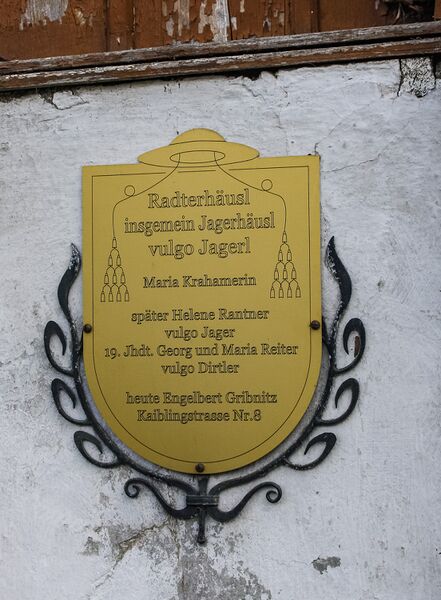 Radterhäusl
insgemein Jagerhäusl
vulgo Jagerl
Maria Krahamerin
später Helene Rantner
vulgo Jager
19. Jhdt. Georg und Maria Reiter
vulgo Dirtler
heute Engelbert Gribnitz
Kaiblingstrasse Nr.8